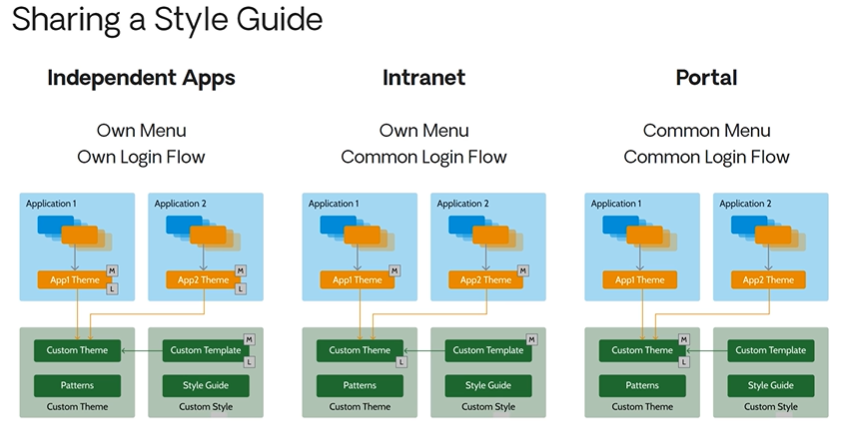 Sharing a Style Guide
Independent Apps
Own Menu
Own Login Flow
Application 1
Application 2
App1 Theme
M
L
App2 Theme
M
L
Custom Theme
Custom Template
M
L
Patterns
Style Guide
Custom Theme
Custom Style
Intranet
Own Menu
Common Login Flow
Application 1
Application 2
App1 Theme
M
App2 Theme
M
Custom Theme
L
Custom Template
M
Patterns
Style Guide
Custom Theme
Custom Style
Portal
Common Menu
Common Login Flow
Application 1
Application 2
App1 Theme
App2 Theme
Custom Theme
M
L
Custom Template
Patterns
Style Guide
Custom Theme
Custom Style